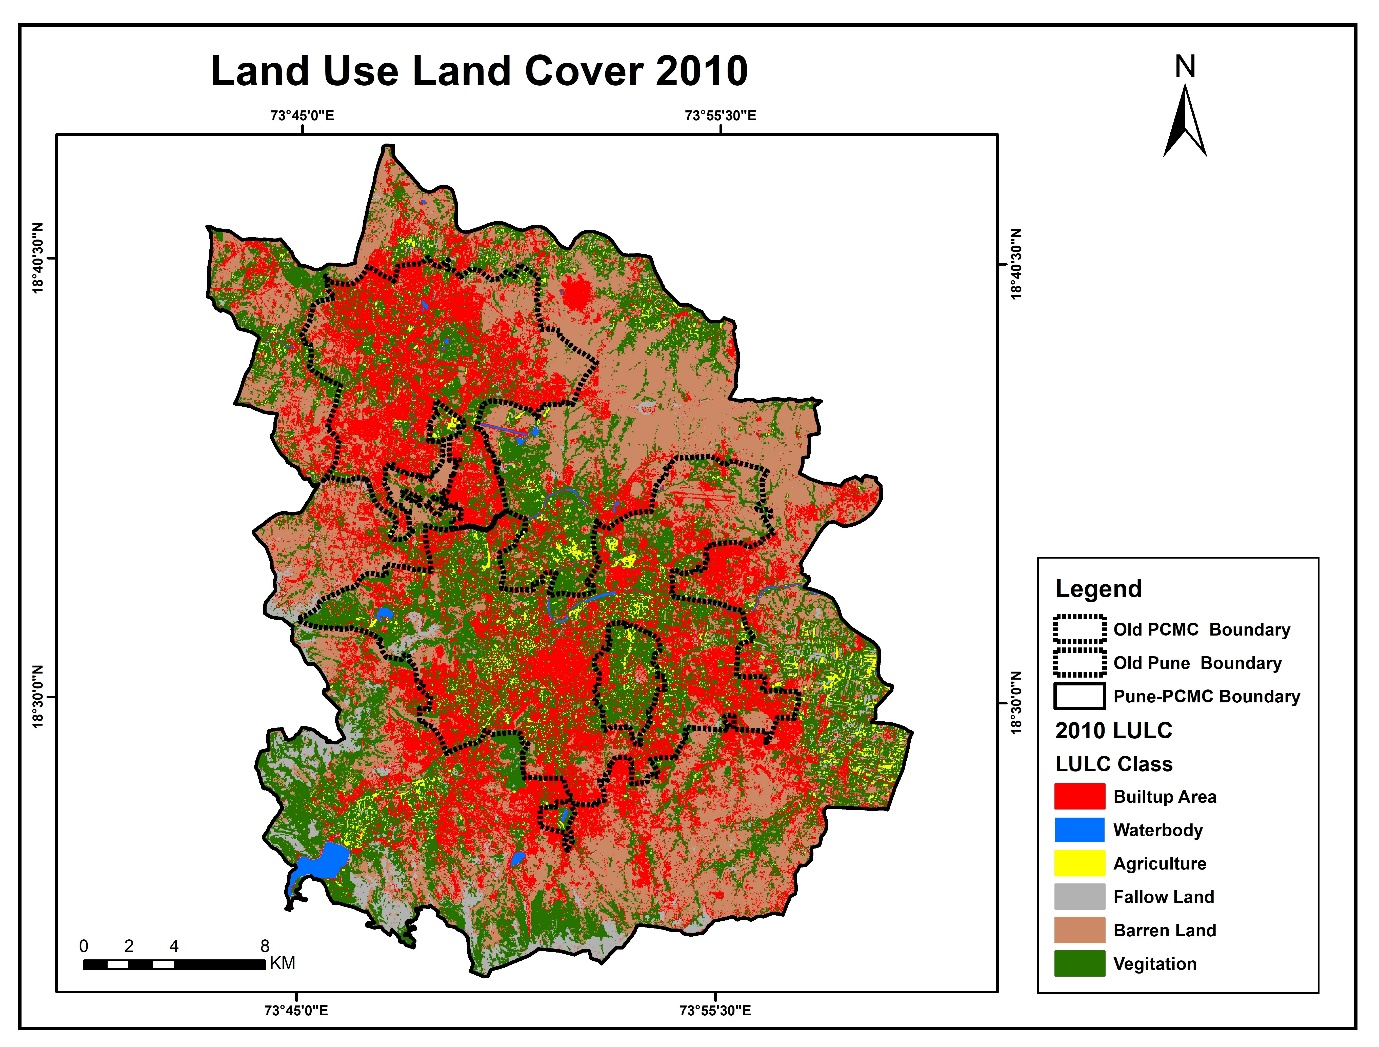 Land Use Land Cover 2010
N
73°45'0"E
73°55'30"E
18°40'30"N
18°40'30"N
18°30'0"N
18°30'0"N
0 2 4 8
KM
73°45'0"E
73°55'30"E
Legend
Old PCMC Boundary
Old Pune Boundary
Pune-PCMC Boundary
2010 LULC
LULC Class
Builtup Area
Waterbody
Agriculture
Fallow Land
Barren Land
Vegitation